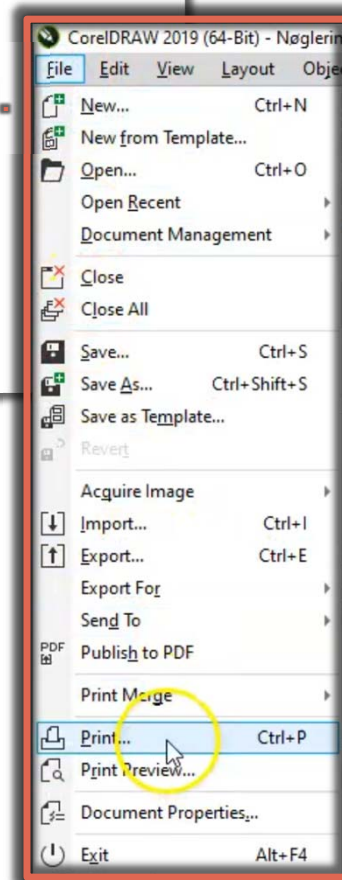 CorelDRAW 2019 (64-Bit) - Nøglerin
File Edit View Layout Obje
New... Ctrl+N
New from Template...
Open... Ctrl+O
Open Recent
Document Management
Close
Close All
Save... Ctrl+S
Save As... Ctrl+Shift+S
Save as Template...
Revert
Acquire Image
Import... Ctrl+I
Export... Ctrl+E
Export For
Send To
PDF Publish to PDF
Print Merge
Print... Ctrl+P
Print Preview...
Document Properties...
Exit Alt+F4